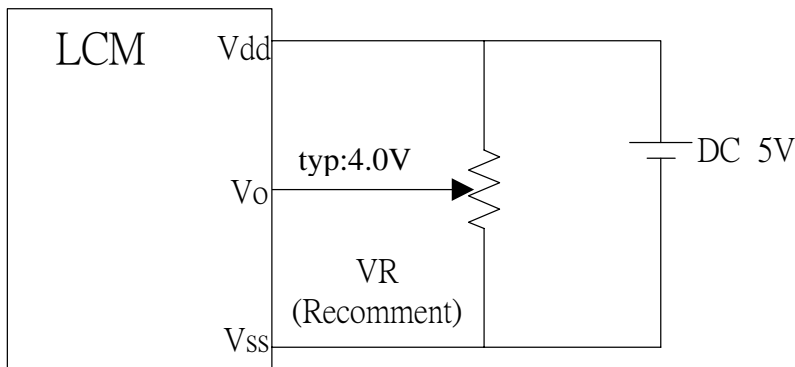 LCM
Vdd
typ:4.0V
DC 5V
Vo
VR
(Recomment)
Vss